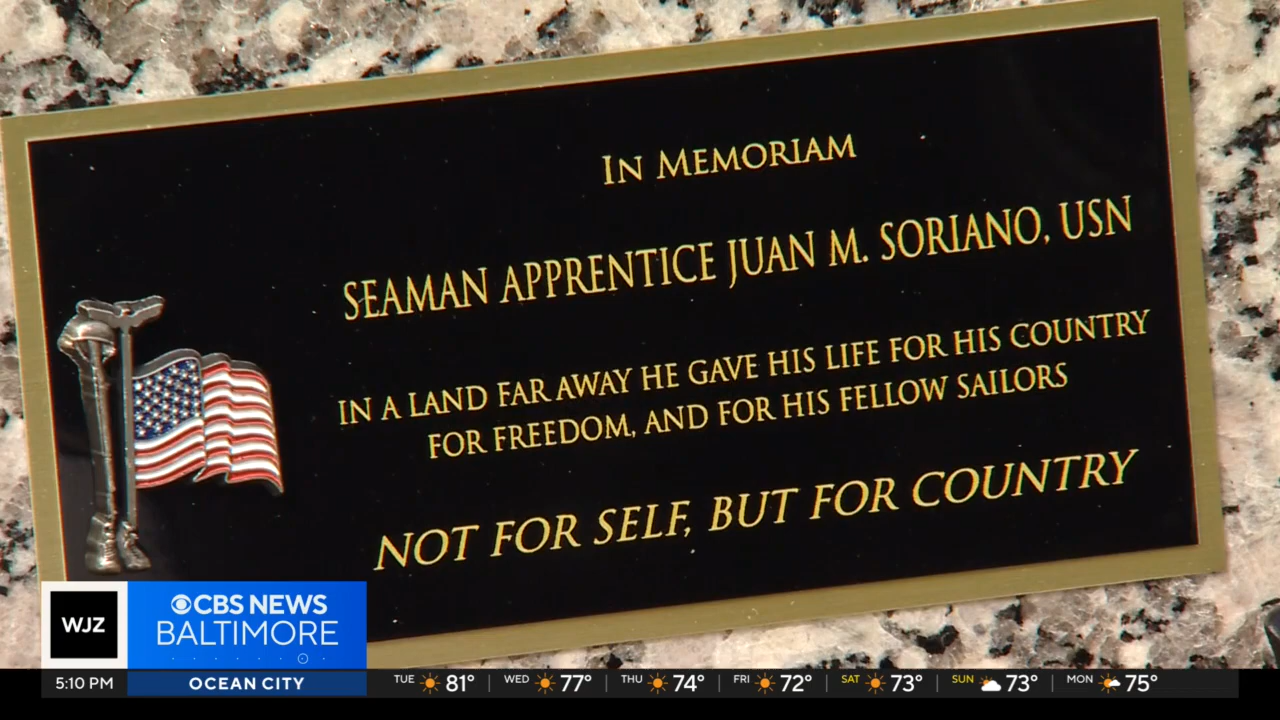 IN MEMORIAM
SEAMAN APPRENTICE JUAN M. SORIANO, USN
IN A LAND FAR AWAY HE GAVE HIS LIFE FOR HIS COUNTRY
FOR FREEDOM, AND FOR HIS FELLOW SAILORS
NOT FOR SELF, BUT FOR COUNTRY
WJZ
CBS NEWS
BALTIMORE
5:10 PM
OCEAN CITY
TUE 81° WED 77° THU 74° FRI 72° SAT 73° SUN 73° MON 75°